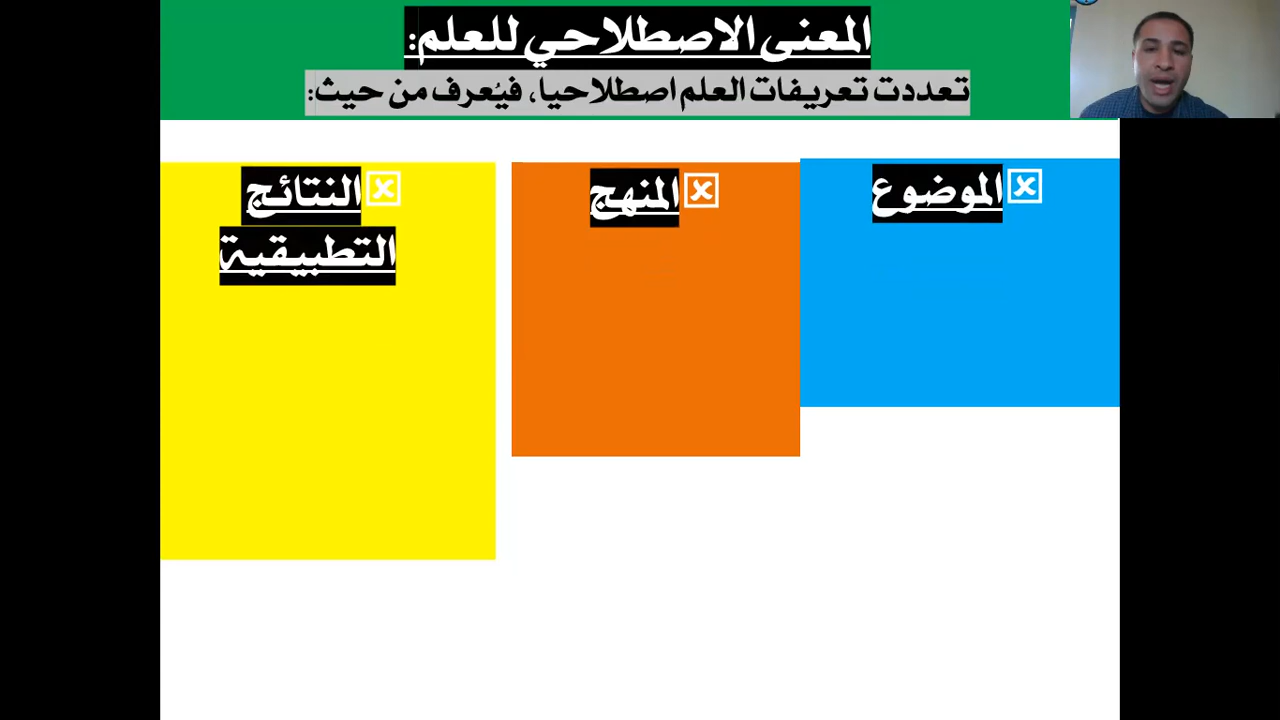 المعنى الاصطلاحي للعلم:
تعددت تعريفات العلم اصطلاحيا، فيُعرف من حيث:
الموضوع
المنهج
النتائج
التطبيقية